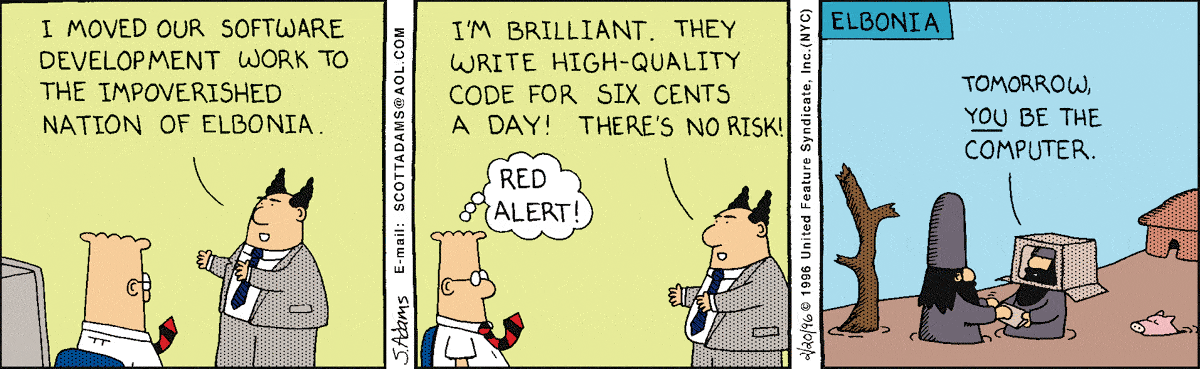 I MOVED OUR SOFTWARE
DEVELOPMENT WORK TO
THE IMPOVERISHED
NATION OF ELBONIA.
S.Adams E-mail: SCOTTADAMS@AOL.COM
I'M BRILLIANT. THEY
WRITE HIGH-QUALITY
CODE FOR SIX CENTS
A DAY! THERE'S NO RISK!
RED
ALERT!
2/20/96 © 1996 United Feature Syndicate, Inc.(NYC)
ELBONIA
TOMORROW,
YOU BE THE
COMPUTER.